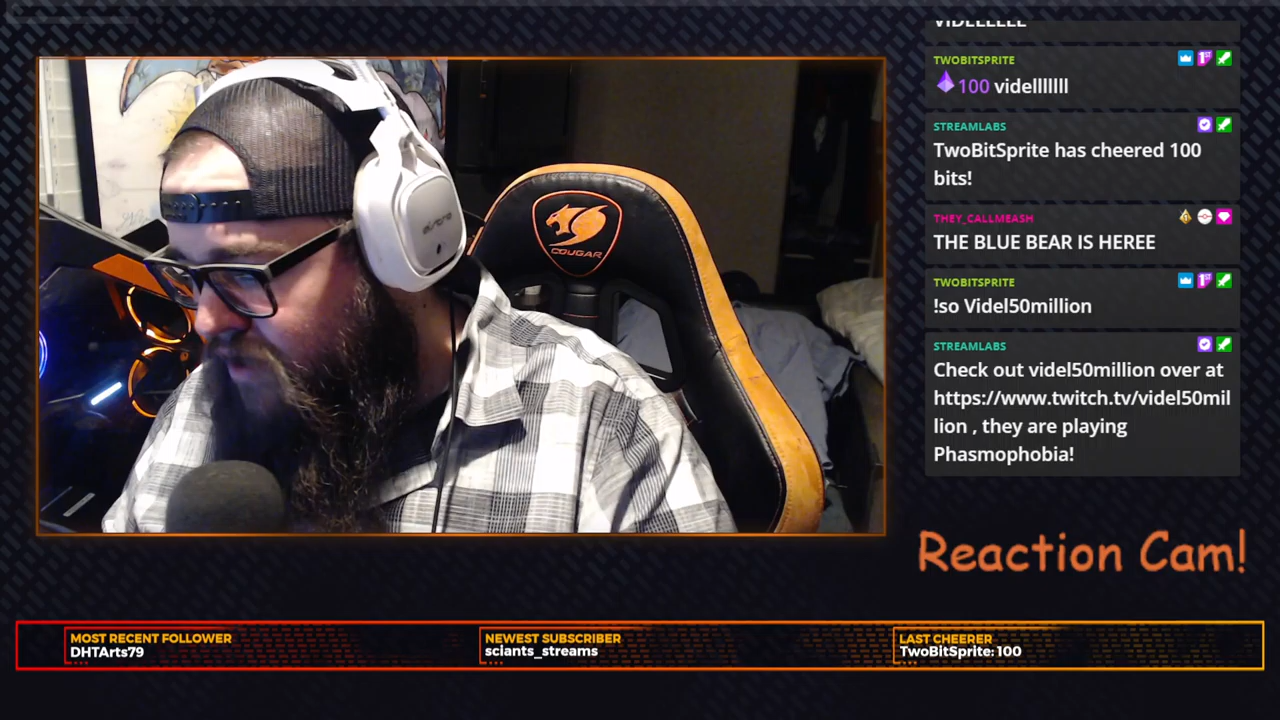 VIDLLLLLL
TWOBITSPRITE
100 videlllllll
STREAMLABS
TwoBitSprite has cheered 100
bits!
THEY_CALLMEASH
THE BLUE BEAR IS HEREE
TWOBITSPRITE
!so Videl50million
STREAMLABS
Check out videl50million over at
https://www.twitch.tv/videl50mil
lion , they are playing
Phasmophobia!
COUGAR
Reaction Cam!
MOST RECENT FOLLOWER
DHTArts79
NEWEST SUBSCRIBER
sciants_streams
LAST CHEERER
TwoBitSprite: 100